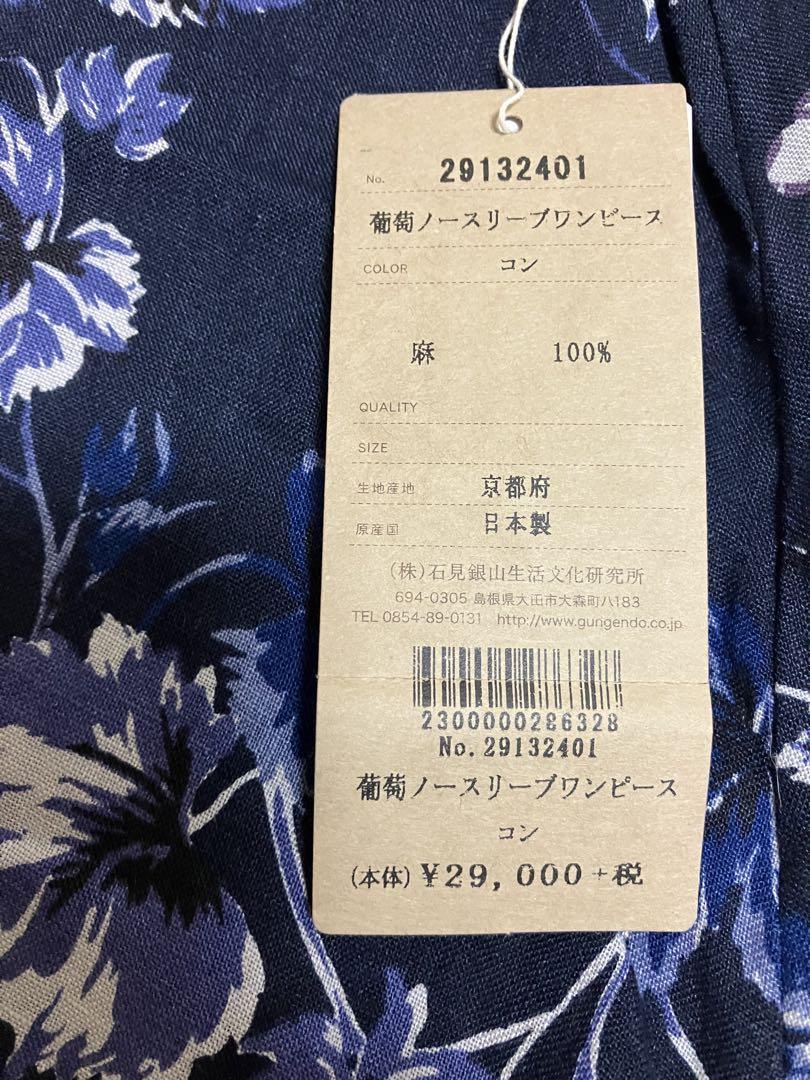 No. 29132401
葡萄ノースリーブワンピース
COLOR コン
麻 100%
QUALITY
SIZE
生地産地 京都府
原産国 日本製
(株)石見銀山生活文化研究所
694-0305 島根県大田市大森町ハ183
TEL 0854-89-0131 http://www.gungendo.co.jp
2300000286328
No.29132401
葡萄ノースリーブワンピース
コン
(本体) ¥29,000+税